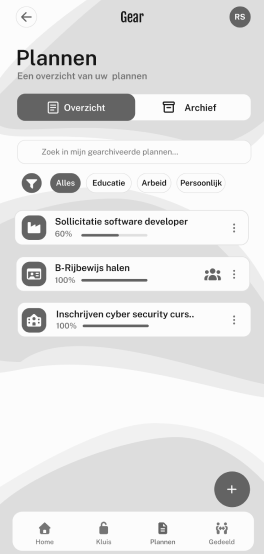 Gear
RS
Plannen
Een overzicht van uw plannen
Overzicht
Archief
Zoek in mijn gearchiveerde plannen...
Alles
Educatie
Arbeid
Persoonlijk
Sollicitatie software developer
60%
B-Rijbewijs halen
100%
Inschrijven cyber security curs..
100%
Home
Kluis
Plannen
Gedeeld